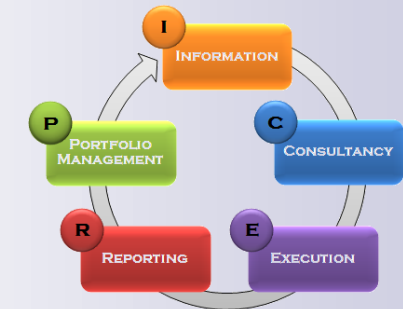 I
INFORMATION
C
CONSULTANCY
E
EXECUTION
R
REPORTING
P
PORTFOLIO
MANAGEMENT